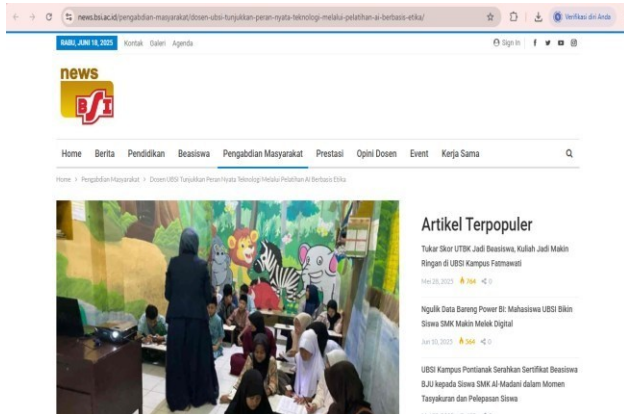 news.bsi.ac.id/pengabdian-masyarakat/dosen-ubsi-tunjukkan-peran-nyata-teknologi-melalui-pelatihan-ai-berbasis-etika/
Verifikasi diri Anda
RABU, JUNI 18, 2025 Kontak Galeri Agenda
Sign In
news
BSI
Home Berita Pendidikan Beasiswa Pengabdian Masyarakat Prestasi Opini Dosen Event Kerja Sama
Home > Pengabdian Masyarakat > Dosen UBSI Tunjukkan Peran Nyata Teknologi Melalui Pelatihan AI Berbasis Etika
Artikel Terpopuler
Tukar Skor UTBK Jadi Beasiswa, Kuliah Jadi Makin
Ringan di UBSI Kampus Fatmawati
Mei 28, 2025 364 0
Ngulik Data Bareng Power BI: Mahasiswa UBSI Bikin
Siswa SMK Makin Melek Digital
Jun 10, 2025 364 0
UBSI Kampus Pontianak Serahkan Sertifikat Beasiswa
BJU kepada Siswa SMK Al-Madani dalam Momen
Tasyakuran dan Pelepasan Siswa